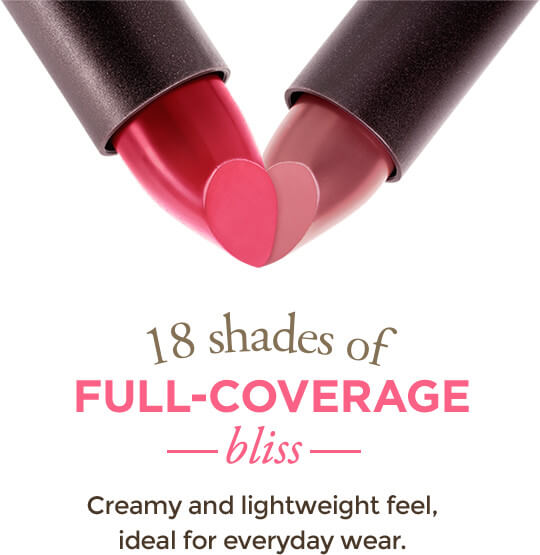 18 shades of
FULL-COVERAGE
bliss
Creamy and lightweight feel,
ideal for everyday wear.